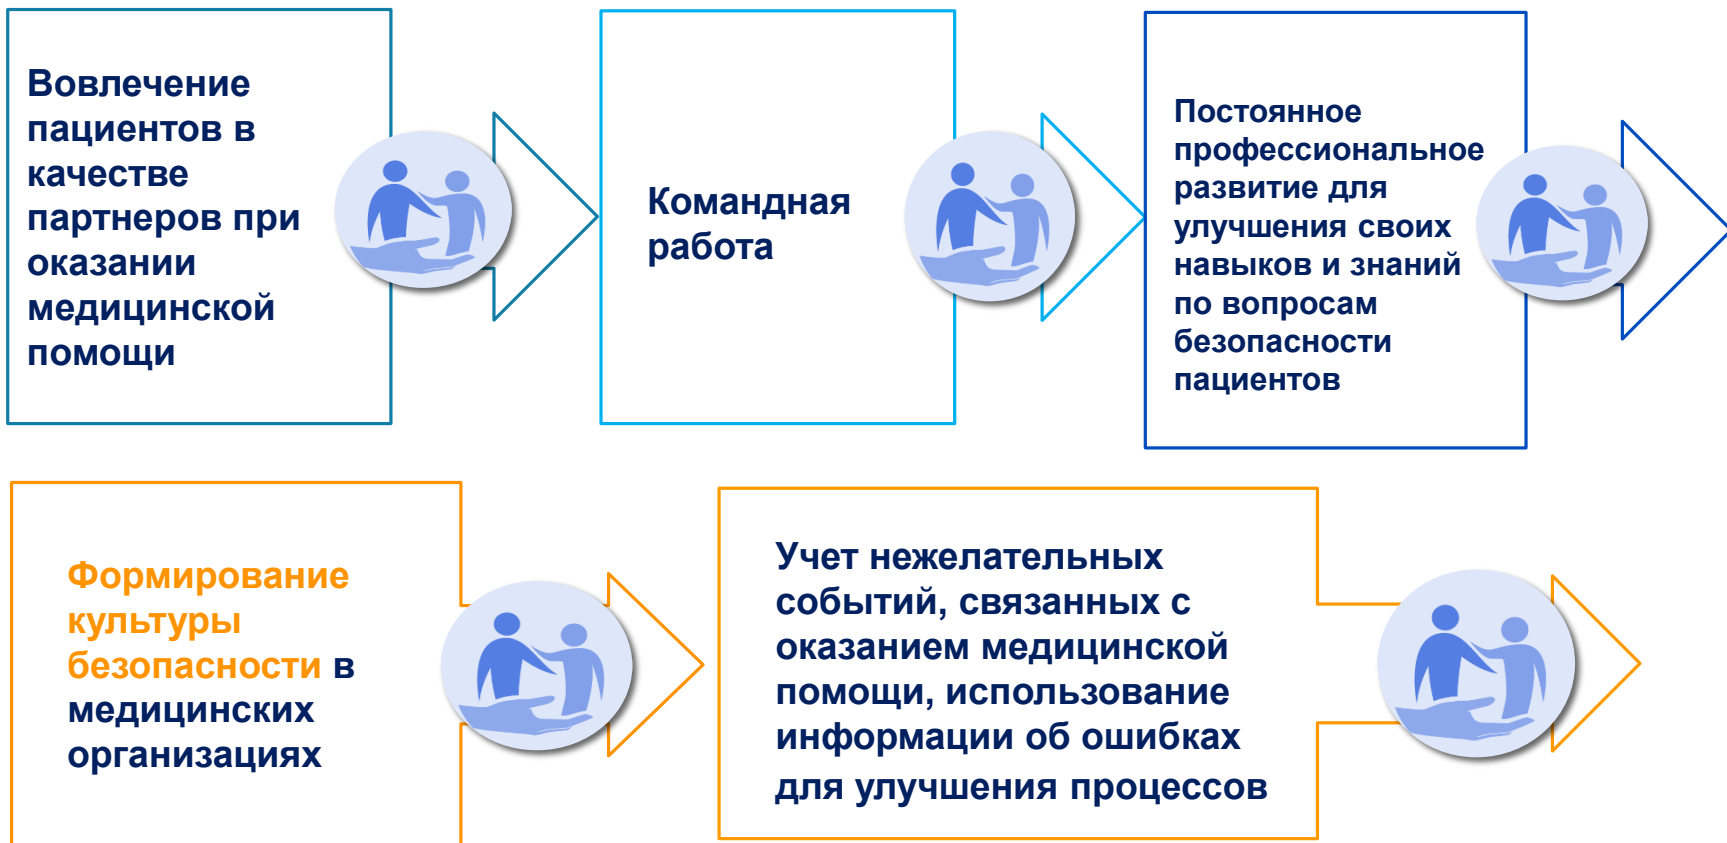 Вовлечение
пациентов в
качестве
партнеров при
оказании
медицинской
помощи
Командная
работа
Постоянное
профессиональное
развитие для
улучшения своих
навыков и знаний
по вопросам
безопасности
пациентов
Формирование
культуры
безопасности в
медицинских
организациях
Учет нежелательных
событий, связанных с
оказанием медицинской
помощи, использование
информации об ошибках
для улучшения процессов